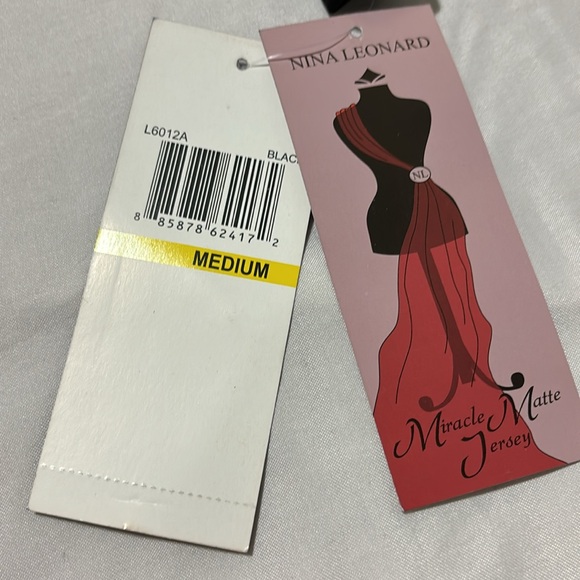 L6012A
BLAC
8 85878 62417 2
MEDIUM
NINA LEONARD
NL
Miracle Matte
Jersey